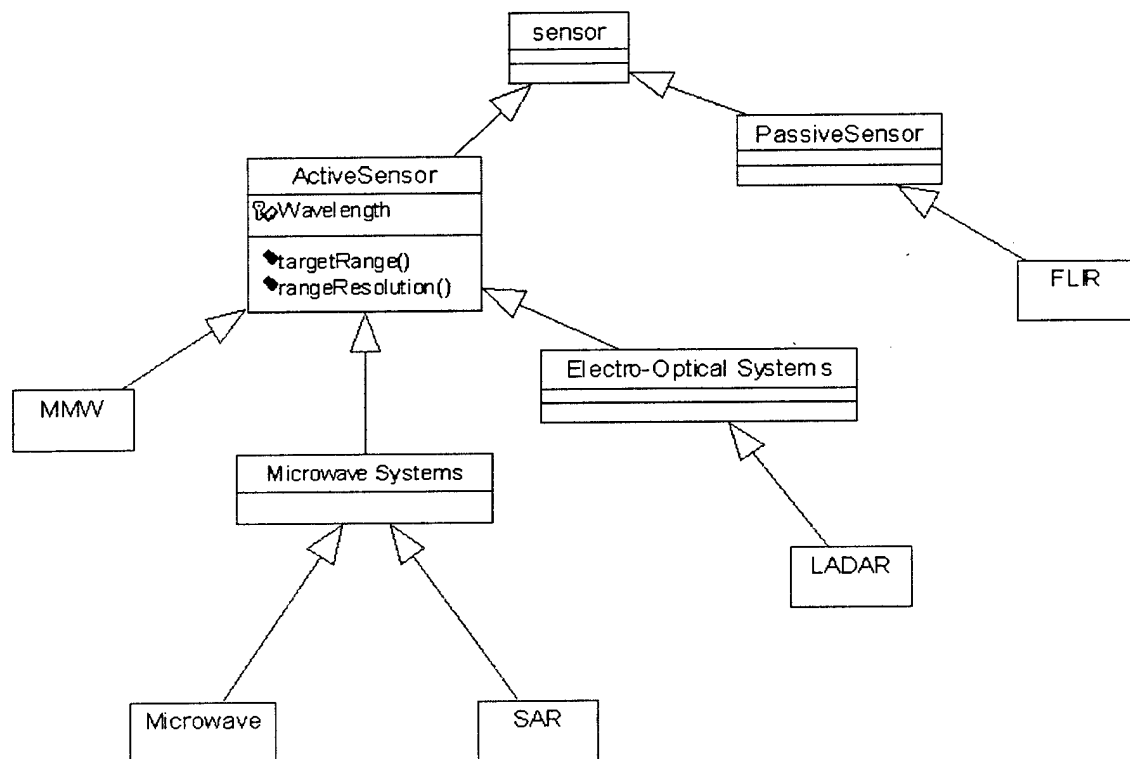 sensor
PassiveSensor
ActiveSensor
Wavelength
targetRange()
rangeResolution()
FLIR
Electro-Optical Systems
MMW
Microwave Systems
LADAR
Microwave
SAR